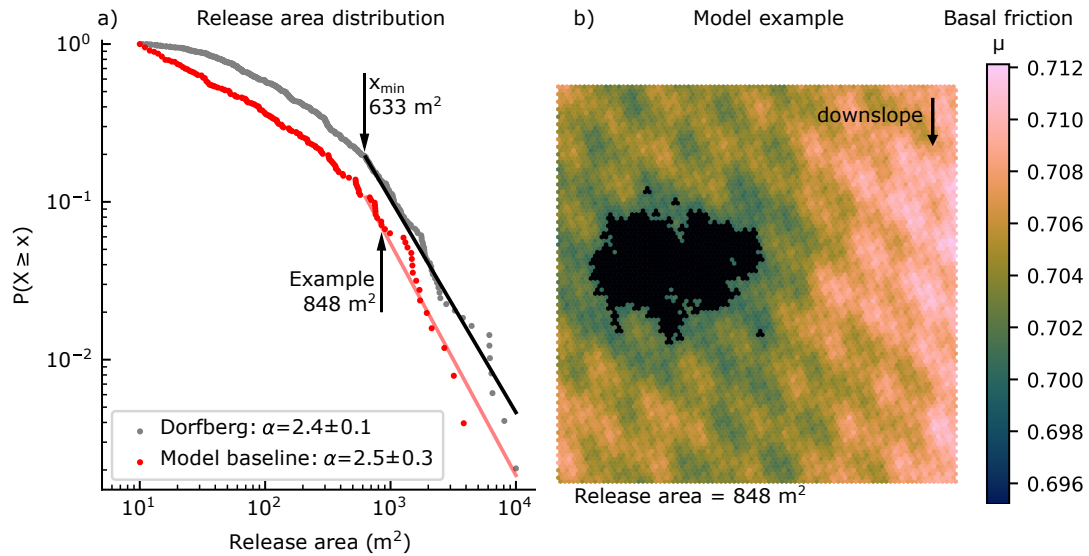 a) Release area distribution
b) Model example
Basal friction
μ
10⁰
10⁻¹
10⁻²
P(X ≥ x)
x_min
633 m²
Example
848 m²
Dorfberg: α=2.4±0.1
Model baseline: α=2.5±0.3
10¹ 10² 10³ 10⁴
Release area (m²)
downslope
Release area = 848 m²
0.712
0.710
0.708
0.706
0.704
0.702
0.700
0.698
0.696